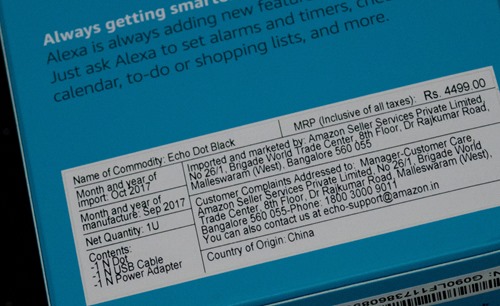 Always getting smart
Alexa is always adding new featur
Just ask Alexa to set alarms and timers, che
calendar, to-do or shopping lists, and more.
Name of Commodity: Echo Dot Black
MRP (Inclusive of all taxes): Rs. 4499.00
Month and year of
import: Oct 2017
Imported and marketed by: Amazon Seller Services Private Limited,
No 26/1, Brigade World Trade Center, 8th Floor, Dr Rajkumar Road,
Malleswaram (West), Bangalore 560 055
Month and year of
manufacture: Sep 2017
Net Quantity: 1U
Customer Complaints Addressed to: Manager-Customer Care,
Amazon Seller Services Private Limited, No 26/1, Brigade World
Trade Center, 8th Floor, Dr Rajkumar Road, Malleswaram (West),
Bangalore 560 055-Phone: 1800 3000 9011
You can also contact us at echo-support@amazon.in
Contents:
-1 N Dot
-1 N USB Cable
-1 N Power Adapter
Country of Origin: China